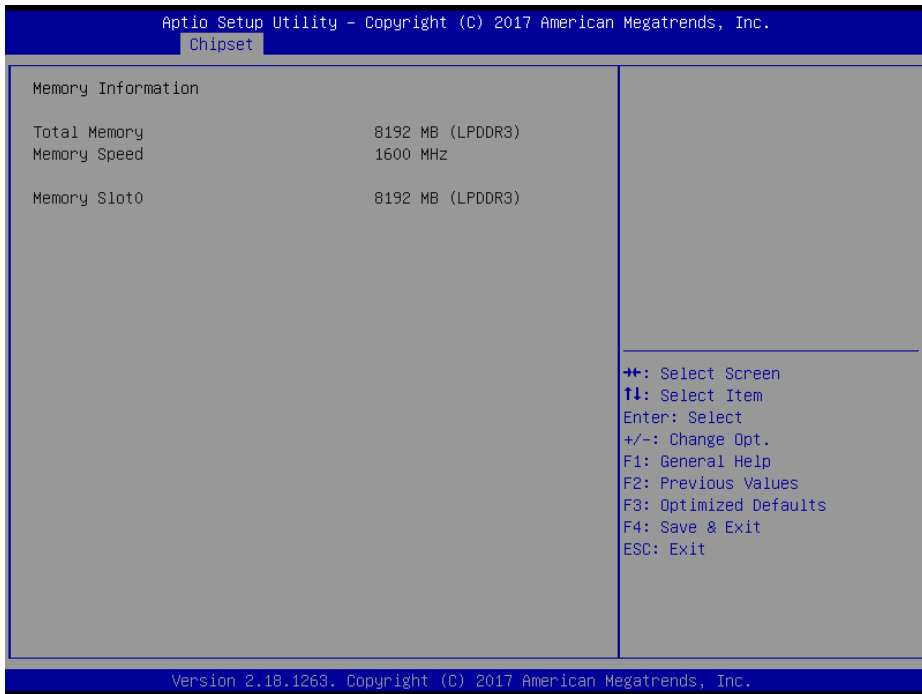 Aptio Setup Utility – Copyright (C) 2017 American Megatrends, Inc.
Chipset
Memory Information
Total Memory 8192 MB (LPDDR3)
Memory Speed 1600 MHz
Memory Slot0 8192 MB (LPDDR3)
→←: Select Screen
↑↓: Select Item
Enter: Select
+/-: Change Opt.
F1: General Help
F2: Previous Values
F3: Optimized Defaults
F4: Save & Exit
ESC: Exit
Version 2.18.1263. Copyright (C) 2017 American Megatrends, Inc.